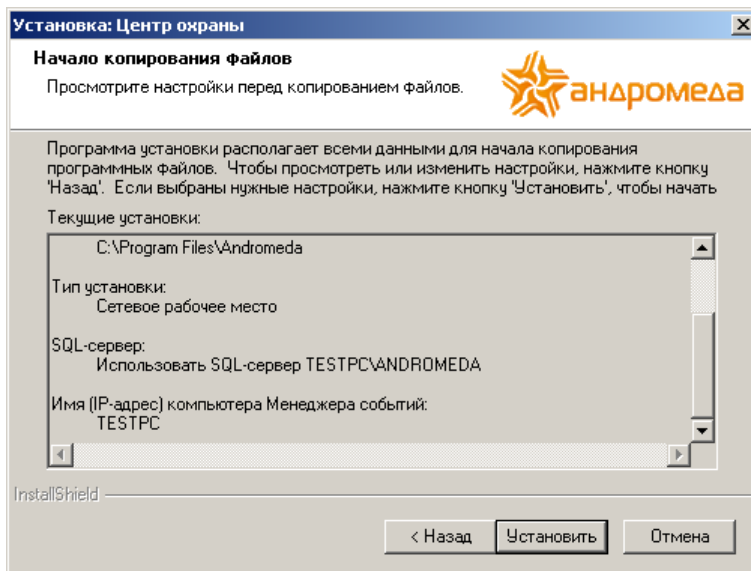 Установка: Центр охраны
Начало копирования файлов
Просмотрите настройки перед копированием файлов.
андромеда
Программа установки располагает всеми данными для начала копирования
программных файлов. Чтобы просмотреть или изменить настройки, нажмите кнопку
'Назад'. Если выбраны нужные настройки, нажмите кнопку 'Установить', чтобы начать
Текущие установки:
C:\Program Files\Andromeda
Тип установки:
Сетевое рабочее место
SQL-сервер:
Использовать SQL-сервер TESTPC\ANDROMEDA
Имя (IP-адрес) компьютера Менеджера событий:
TESTPC
InstallShield
< Назад
Установить
Отмена